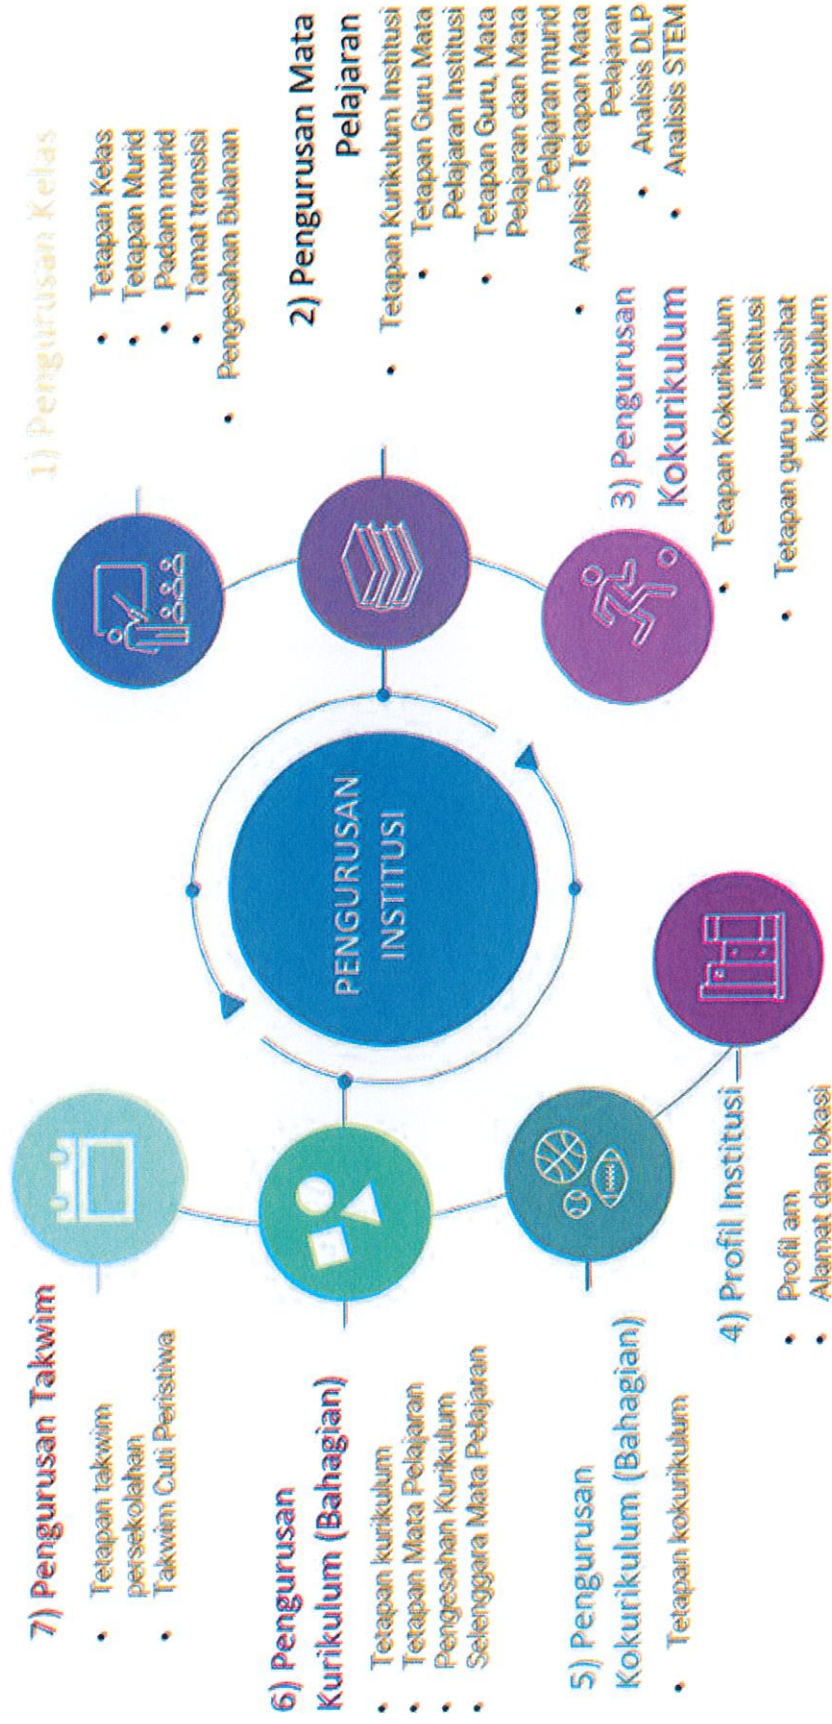 PENGURUSAN
INSTITUSI
1) Pengurusan Kelas
• Tetapan Kelas
• Tetapan Murid
• Padam murid
• Tamat transisi
• Pengesahan Bulanan
2) Pengurusan Mata
Pelajaran
• Tetapan Kurikulum Institusi
• Tetapan Guru Mata
Pelajaran Institusi
• Tetapan Guru, Mata
Pelajaran dan Mata
Pelajaran murid
• Analisis Tetapan Mata
Pelajaran
• Analisis DLP
• Analisis STEM
3) Pengurusan
Kokurikulum
• Tetapan Kokurikulum
institusi
• Tetapan guru penasihat
kokurikulum
4) Profil Institusi
• Profil am
• Alamat dan lokasi
5) Pengurusan
Kokurikulum (Bahagian)
• Tetapan kokurikulum
6) Pengurusan
Kurikulum (Bahagian)
• Tetapan kurikulum
• Tetapan Mata Pelajaran
• Pengesahan Kurikulum
• Selenggara Mata Pelajaran
7) Pengurusan Takwim
• Tetapan takwim
persekolahan
• Takwim Cuti Peristiwa